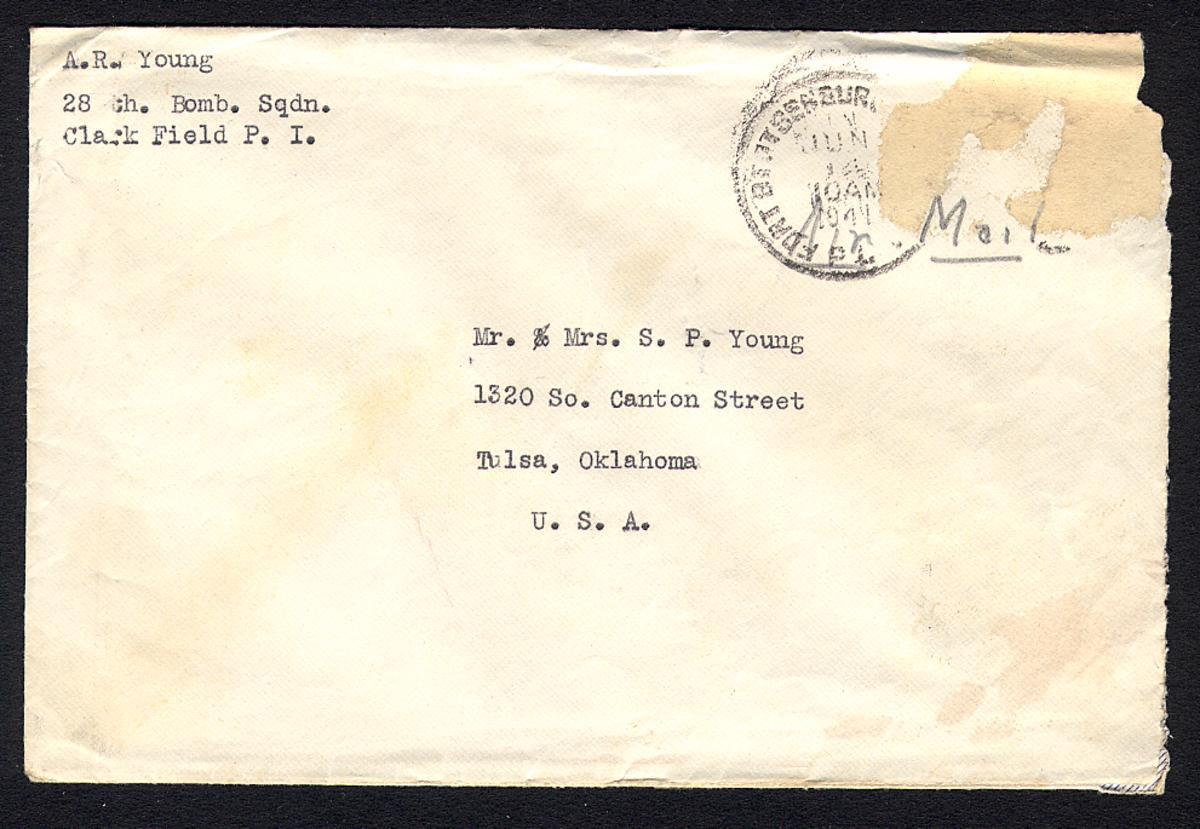 A.R. Young
28 th. Bomb. Sqdn.
Clark Field P. I.
JUN
10AM
1941
Air. Mail
Mr. & Mrs. S. P. Young
1320 So. Canton Street
Tulsa, Oklahoma
U. S. A.